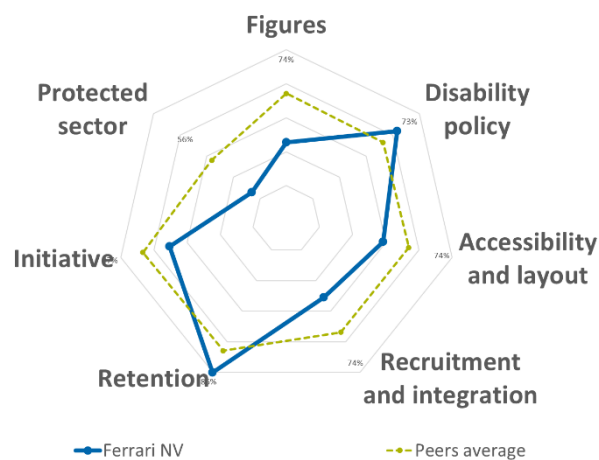 Figures
74%
Protected
sector
56%
Disability
policy
73%
Initiative
Accessibility
and layout
74%
Retention
74%
Recruitment
and integration
Ferrari NV
Peers average